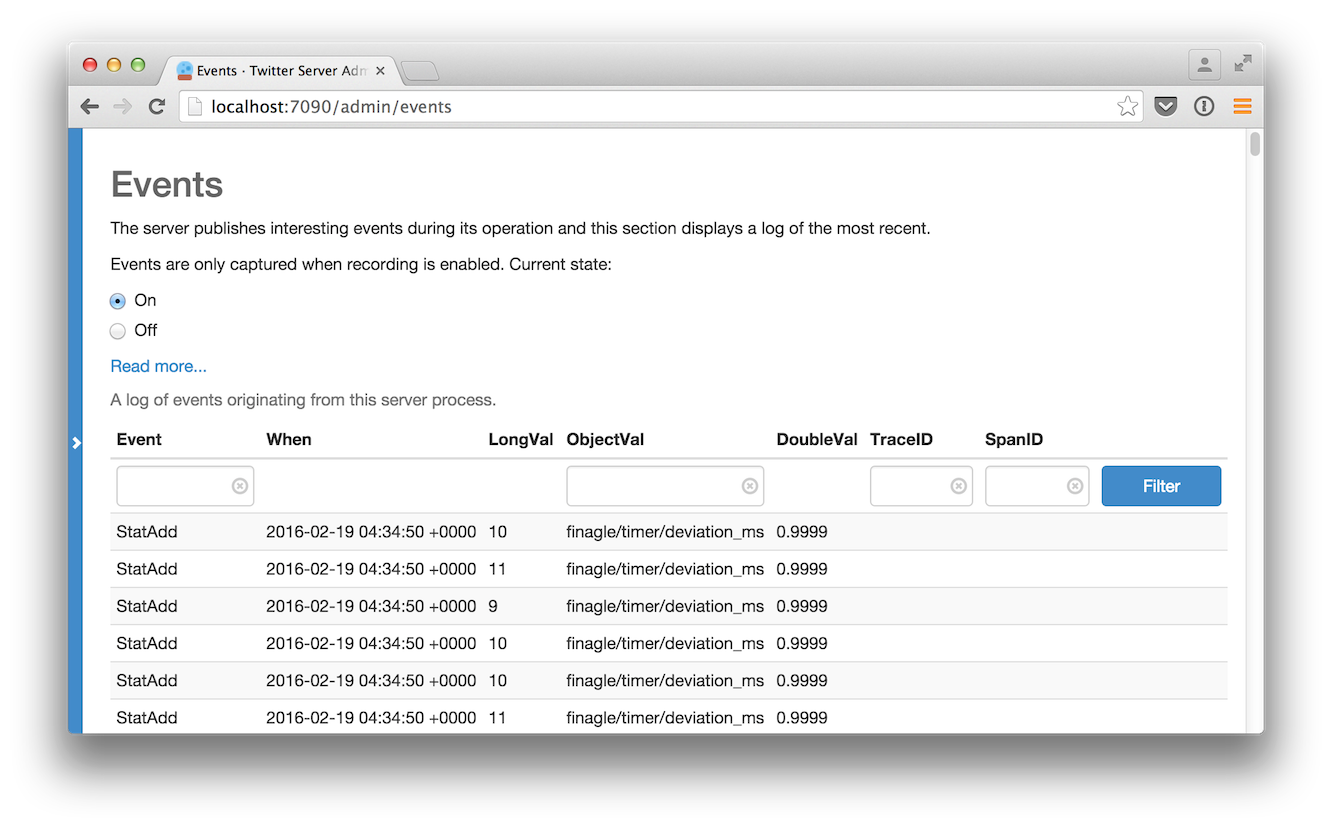 Events · Twitter Server Adm
localhost:7090/admin/events
Events
The server publishes interesting events during its operation and this section displays a log of the most recent.
Events are only captured when recording is enabled. Current state:
On
Off
Read more...
A log of events originating from this server process.
Event When LongVal ObjectVal DoubleVal TraceID SpanID
Filter
StatAdd 2016-02-19 04:34:50 +0000 10 finagle/timer/deviation_ms 0.9999
StatAdd 2016-02-19 04:34:50 +0000 11 finagle/timer/deviation_ms 0.9999
StatAdd 2016-02-19 04:34:50 +0000 9 finagle/timer/deviation_ms 0.9999
StatAdd 2016-02-19 04:34:50 +0000 10 finagle/timer/deviation_ms 0.9999
StatAdd 2016-02-19 04:34:50 +0000 10 finagle/timer/deviation_ms 0.9999
StatAdd 2016-02-19 04:34:50 +0000 11 finagle/timer/deviation_ms 0.9999